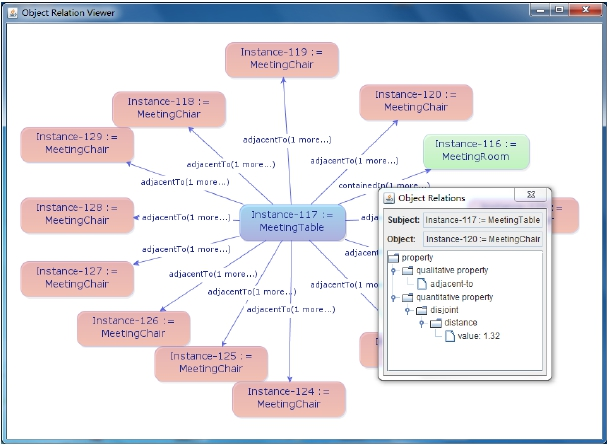 Object Relation Viewer
Instance-119 :=
MeetingChair
Instance-120 :=
MeetingChair
Instance-118 :=
MeetingChiar
Instance-129 :=
MeetingChair
Instance-116 :=
MeetingRoom
adjacentTo(1 more...)
adjacentTo(1 more...)
adjacentTo(1 more...)
adjacentTo(1 more...)
containedIn(1 more...)
Instance-128 :=
MeetingChair
adjacentTo(1 more...)
Instance-117 :=
MeetingTable
adjacentTo(1 more...)
Instance-127 :=
MeetingChair
adjacentTo(1 more...)
adjacentTo(1 more...)
adjacentTo(1 more...)
Instance-126 :=
MeetingChair
Instance-125 :=
MeetingChair
Instance-124 :=
MeetingChair
Object Relations
Subject: Instance-117 := MeetingTable
Object: Instance-120 := MeetingChair
property
qualitative property
adjacent-to
quantitative property
disjoint
distance
value: 1.32